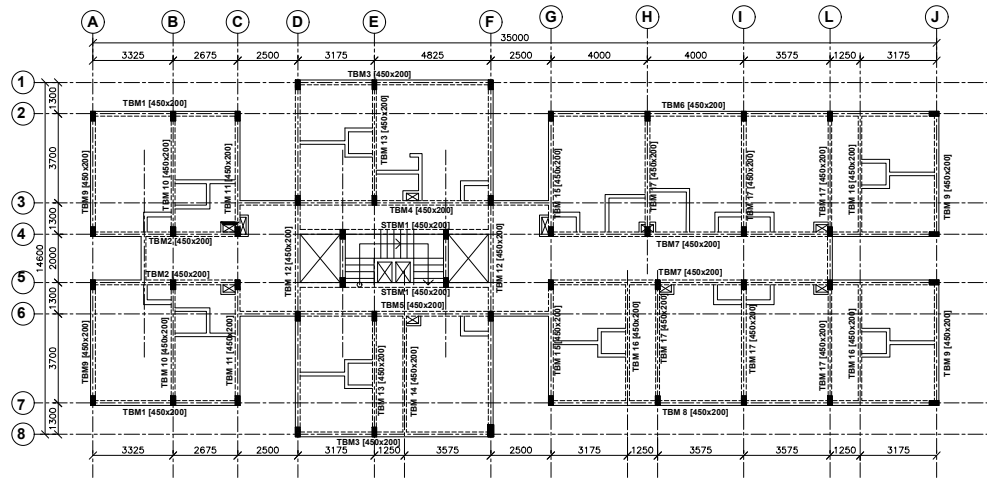 A B C D E F G H I L J
35000
3325 2675 2500 3175 4825 2500 4000 4000 3575 1250 3175
1
2
3
4
5
6
7
8
1300
3700
1300
2000
1300
3700
1300
14600
TBM3 [450x200]
TBM1 [450x200]
TBM6 [450x200]
TBM9 [450x200]
TBM 10 [450x200]
TBM 11 [450x200]
TBM 13 [450x200]
TBM 15 [450x200]
TBM 17 [450x200]
TBM 17 [450x200]
TBM 17 [450x200]
TBM 16 [450x200]
TBM 9 [450x200]
TBM4 [450x200]
STBM1 [450x200]
TBM2 [450x200]
TBM7 [450x200]
TBM 12 [450x200]
TBM 12 [450x200]
TBM2 [450x200]
TBM7 [450x200]
STBM1 [450x200]
TBM5 [450x200]
TBM9 [450x200]
TBM 10 [450x200]
TBM 11 [450x200]
TBM 13 [450x200]
TBM 14 [450x200]
TBM 15 [450x200]
TBM 16 [450x200]
TBM 17 [450x200]
TBM 17 [450x200]
TBM 17 [450x200]
TBM 16 [450x200]
TBM 9 [450x200]
TBM1 [450x200]
TBM 8 [450x200]
TBM3 [450x200]
3325 2675 2500 3175 1250 3575 2500 3175 1250 3575 3575 1250 3175